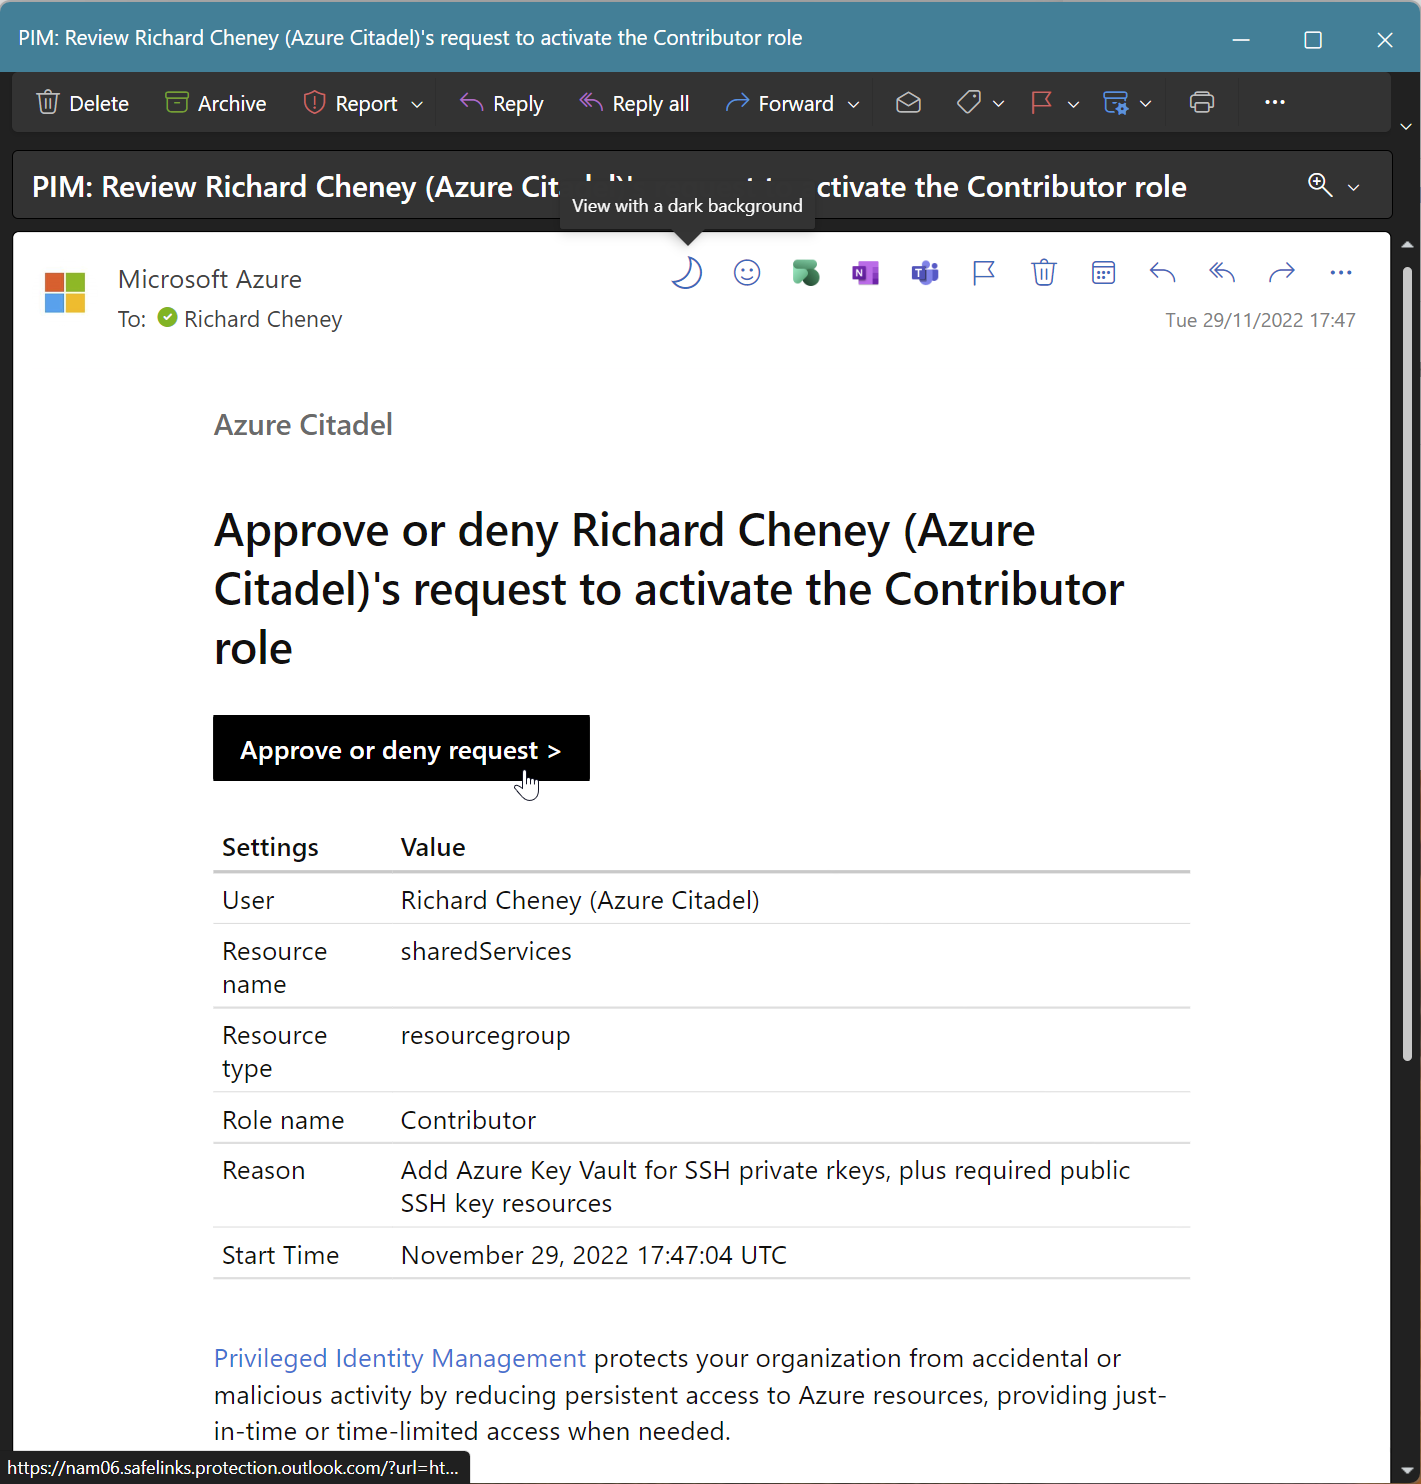 PIM: Review Richard Cheney (Azure Citadel)'s request to activate the Contributor role
Delete Archive Report Reply Reply all Forward
PIM: Review Richard Cheney (Azure Cit ctivate the Contributor role
View with a dark background
Microsoft Azure
To: Richard Cheney
Tue 29/11/2022 17:47
Azure Citadel
Approve or deny Richard Cheney (Azure
Citadel)'s request to activate the Contributor
role
Approve or deny request >
Settings Value
User Richard Cheney (Azure Citadel)
Resource name sharedServices
Resource type resourcegroup
Role name Contributor
Reason Add Azure Key Vault for SSH private rkeys, plus required public
SSH key resources
Start Time November 29, 2022 17:47:04 UTC
Privileged Identity Management protects your organization from accidental or
malicious activity by reducing persistent access to Azure resources, providing just-
in-time or time-limited access when needed.
https://nam06.safelinks.protection.outlook.com/?url=ht...